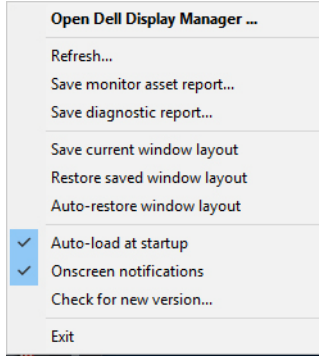 Open Dell Display Manager ...
Refresh...
Save monitor asset report...
Save diagnostic report...
Save current window layout
Restore saved window layout
Auto-restore window layout
Auto-load at startup
Onscreen notifications
Check for new version...
Exit